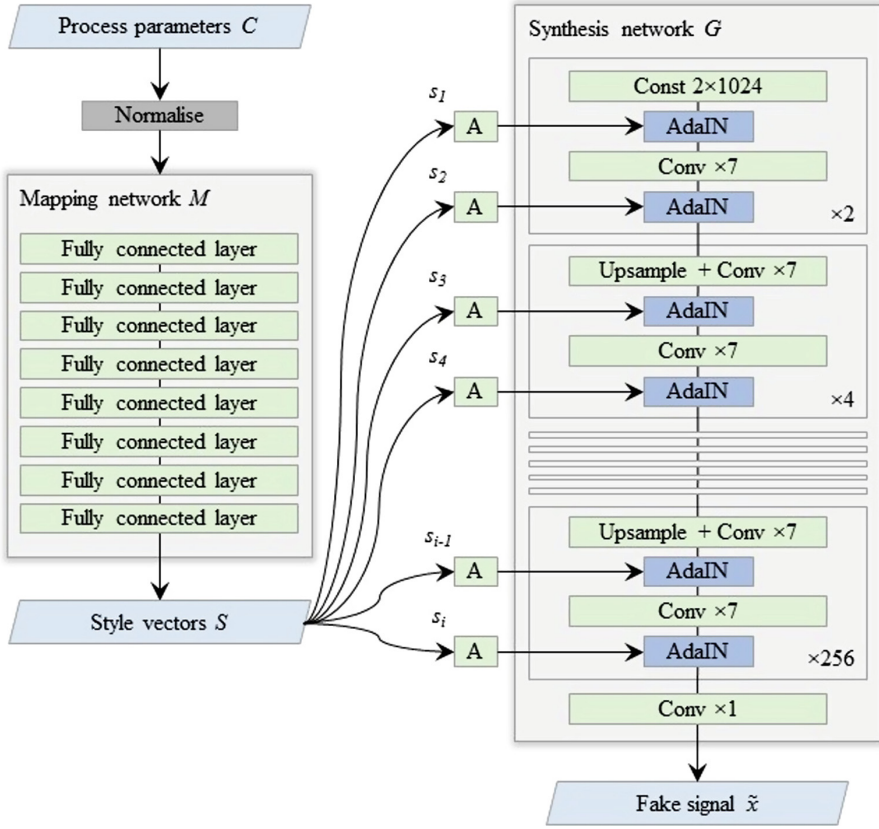 Process parameters C
Normalise
Mapping network M
Fully connected layer
Fully connected layer
Fully connected layer
Fully connected layer
Fully connected layer
Fully connected layer
Fully connected layer
Fully connected layer
Style vectors S
s1
A
s2
A
s3
A
s4
A
si-1
A
si
A
Synthesis network G
Const 2×1024
AdaIN
Conv ×7
AdaIN
×2
Upsample + Conv ×7
AdaIN
Conv ×7
AdaIN
×4
Upsample + Conv ×7
AdaIN
Conv ×7
AdaIN
×256
Conv ×1
Fake signal x̃